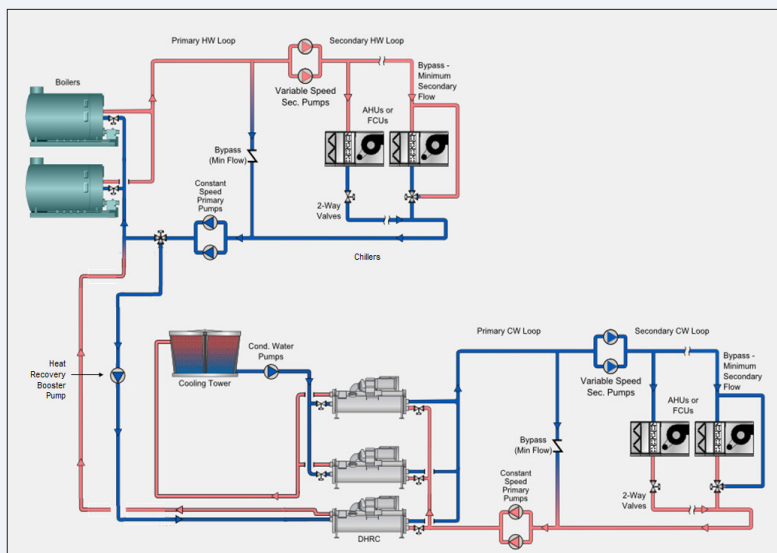 Primary HW Loop
Secondary HW Loop
Bypass -
Minimum
Secondary
Flow
Boilers
Variable Speed
Sec. Pumps
AHUs or
FCUs
Bypass
(Min Flow)
Constant
Speed
Primary
Pumps
2-Way
Valves
Chillers
Heat
Recovery
Booster
Pump
Cooling Tower
Cond. Water
Pumps
Primary CW Loop
Secondary CW Loop
Bypass -
Minimum
Secondary
Flow
Variable Speed
Sec. Pumps
AHUs or
FCUs
Bypass
(Min Flow)
Constant
Speed
Primary
Pumps
2-Way
Valves
DHRC